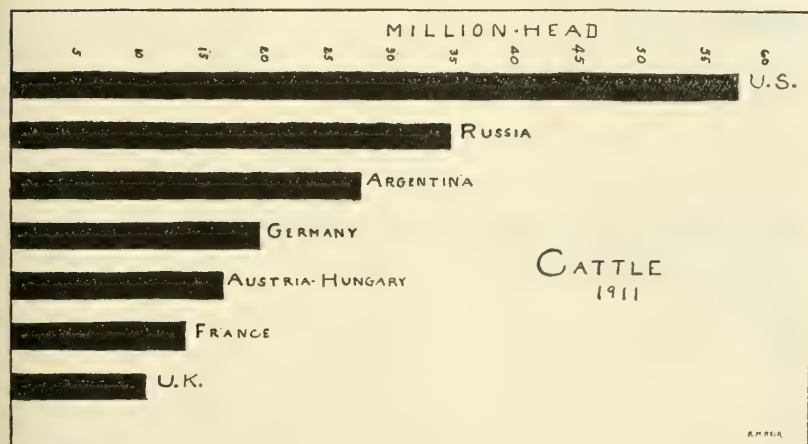 MILLION·HEAD
5 10 15 20 25 30 35 40 45 50 55 60
U.S.
RUSSIA
ARGENTINA
GERMANY
AUSTRIA-HUNGARY
FRANCE
U.K.
CATTLE
1911